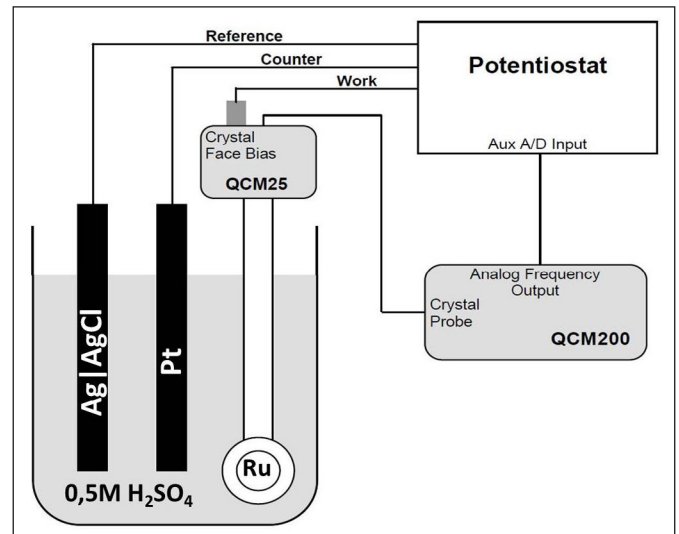 Reference
Counter
Work
Potentiostat
Aux A/D Input
Crystal
Face Bias
QCM25
Analog Frequency
Output
Crystal
Probe
QCM200
Ag|AgCl
Pt
Ru
0,5M H₂SO₄